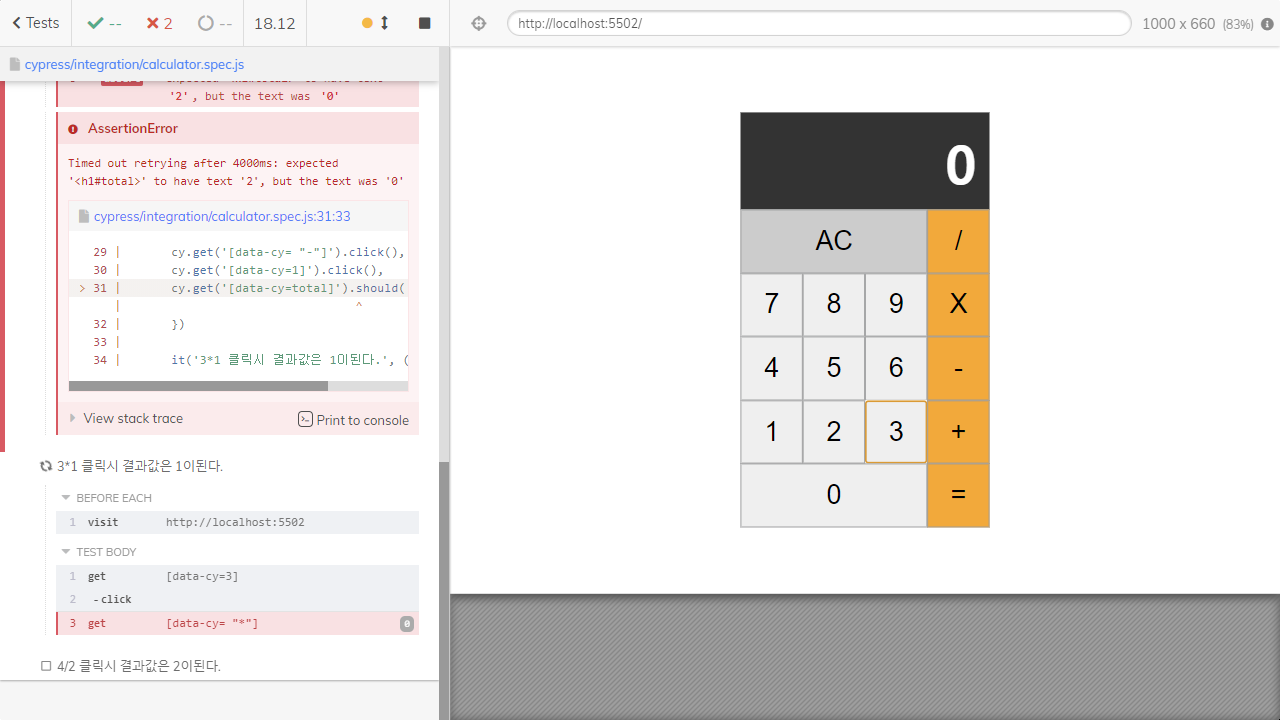 Tests
--
2
--
18.12
http://localhost:5502/
1000 x 660 (83%)
cypress/integration/calculator.spec.js
'2', but the text was '0'
AssertionError
Timed out retrying after 4000ms: expected
'<h1#total>' to have text '2', but the text was '0'
cypress/integration/calculator.spec.js:31:33
29 | cy.get('[data-cy= "-"]').click(),
30 | cy.get('[data-cy=1]').click(),
> 31 | cy.get('[data-cy=total]').should(
| ^
32 | })
33 |
34 | it('3*1 클릭시 결과값은 1이된다.', (
View stack trace
Print to console
3*1 클릭시 결과값은 1이된다.
BEFORE EACH
1 visit http://localhost:5502
TEST BODY
1 get [data-cy=3]
2 -click
3 get [data-cy= "*"] 0
4/2 클릭시 결과값은 2이된다.
0
AC /
7 8 9 X
4 5 6 -
1 2 3 +
0 =